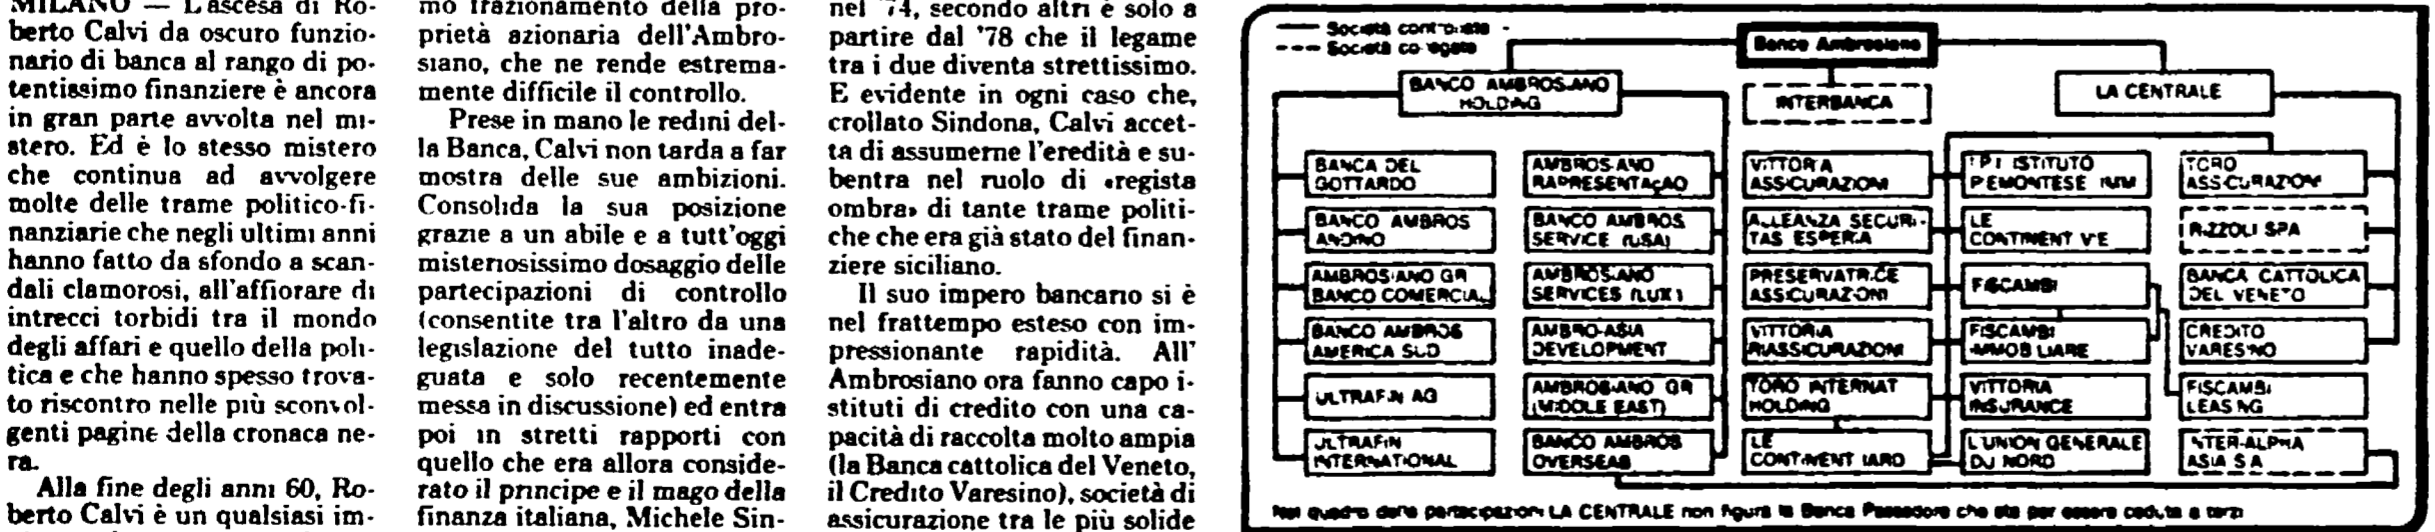 MILANO — L'ascesa di Ro-
berto Calvi da oscuro funzio-
nario di banca al rango di po-
tentissimo finanziere è ancora
in gran parte avvolta nel mi-
stero. Ed è lo stesso mistero
che continua ad avvolgere
molte delle trame politico-fi-
nanziarie che negli ultimi anni
hanno fatto da sfondo a scan-
dali clamorosi, all'affiorare di
intrecci torbidi tra il mondo
degli affari e quello della poli-
tica e che hanno spesso trova-
to riscontro nelle più sconvol-
genti pagine della cronaca ne-
ra.
Alla fine degli anni 60, Ro-
berto Calvi è un qualsiasi im-
mo frazionamento della pro-
prietà azionaria dell'Ambro-
siano, che ne rende estrema-
mente difficile il controllo.
Prese in mano le redini del-
la Banca, Calvi non tarda a far
mostra delle sue ambizioni.
Consolida la sua posizione
grazie a un abile e a tutt'oggi
misteriosissimo dosaggio delle
partecipazioni di controllo
(consentite tra l'altro da una
legislazione del tutto inade-
guata e solo recentemente
messa in discussione) ed entra
poi in stretti rapporti con
quello che era allora conside-
rato il principe e il mago della
finanza italiana, Michele Sin-
nel '74, secondo altri è solo a
partire dal '78 che il legame
tra i due diventa strettissimo.
E evidente in ogni caso che,
crollato Sindona, Calvi accet-
ta di assumerne l'eredità e su-
bentra nel ruolo di «regista
ombra» di tante trame politi-
che che era già stato del finan-
ziere siciliano.
Il suo impero bancario si è
nel frattempo esteso con im-
pressionante rapidità. All'
Ambrosiano ora fanno capo i-
stituti di credito con una ca-
pacità di raccolta molto ampia
(la Banca cattolica del Veneto,
il Credito Varesino), società di
assicurazione tra le più solide
Società controllate
Società collegate
Banco Ambrosiano
BANCO AMBROSIANO
HOLDING
INTERBANCA
LA CENTRALE
BANCA DEL
GOTTARDO
BANCO AMBROS
ANDINO
AMBROSIANO GR
BANCO COMERCIAL
BANCO AMBROS
AMERICA SUD
ULTRAFIN AG
ULTRAFIN
INTERNATIONAL
AMBROSIANO
RAPRESENTAÇAO
BANCO AMBROS
SERVICE (USA)
AMBROSIANO
SERVICES (LUX)
AMBRO-ASIA
DEVELOPMENT
AMBROSIANO GR
(MIDDLE EAST)
BANCO AMBROS
OVERSEAS
VITTORIA
ASSICURAZIONI
ALLEANZA SECURI-
TAS ESPERIA
PRESERVATRICE
ASSICURAZIONI
VITTORIA
RIASSICURAZIONI
TORO INTERNAT
HOLDING
LE
CONTINENT IARD
I.P.I ISTITUTO
PIEMONTESE IMM
LE
CONTINENT VIE
FISCAMBI
FISCAMBI
IMMOBILIARE
VITTORIA
INSURANCE
L'UNION GENERALE
DU NORD
TORO
ASSICURAZIONI
RIZZOLI SPA
BANCA CATTOLICA
DEL VENETO
CREDITO
VARESINO
FISCAMBI
LEASING
INTER-ALPHA
ASIA S A
Nel quadro delle partecipazioni LA CENTRALE non figura la Banca Passadore che sta per essere ceduta a terzi